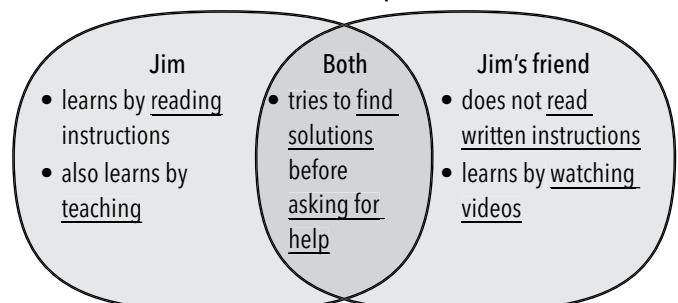 Jim
• learns by reading
instructions
• also learns by
teaching
Both
• tries to find
solutions
before
asking for
help
Jim's friend
• does not read
written instructions
• learns by watching
videos